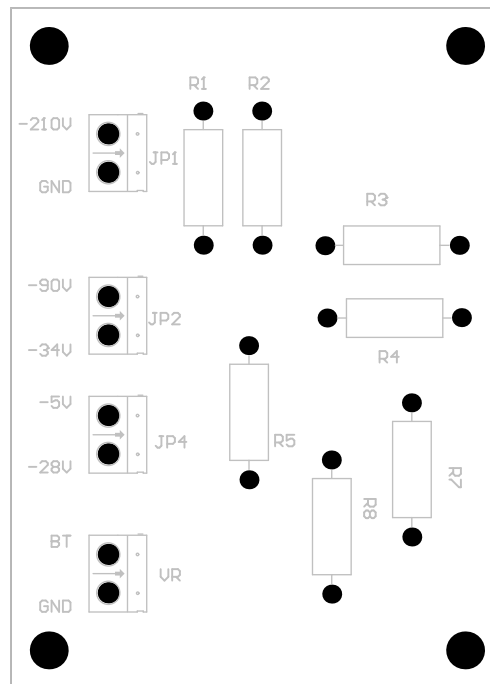 R1 R2
-210V
JP1
GND
R3
-90V
JP2
-34V
R4
-5V
R5
JP4
-28V
R7
R8
BT
VR
GND